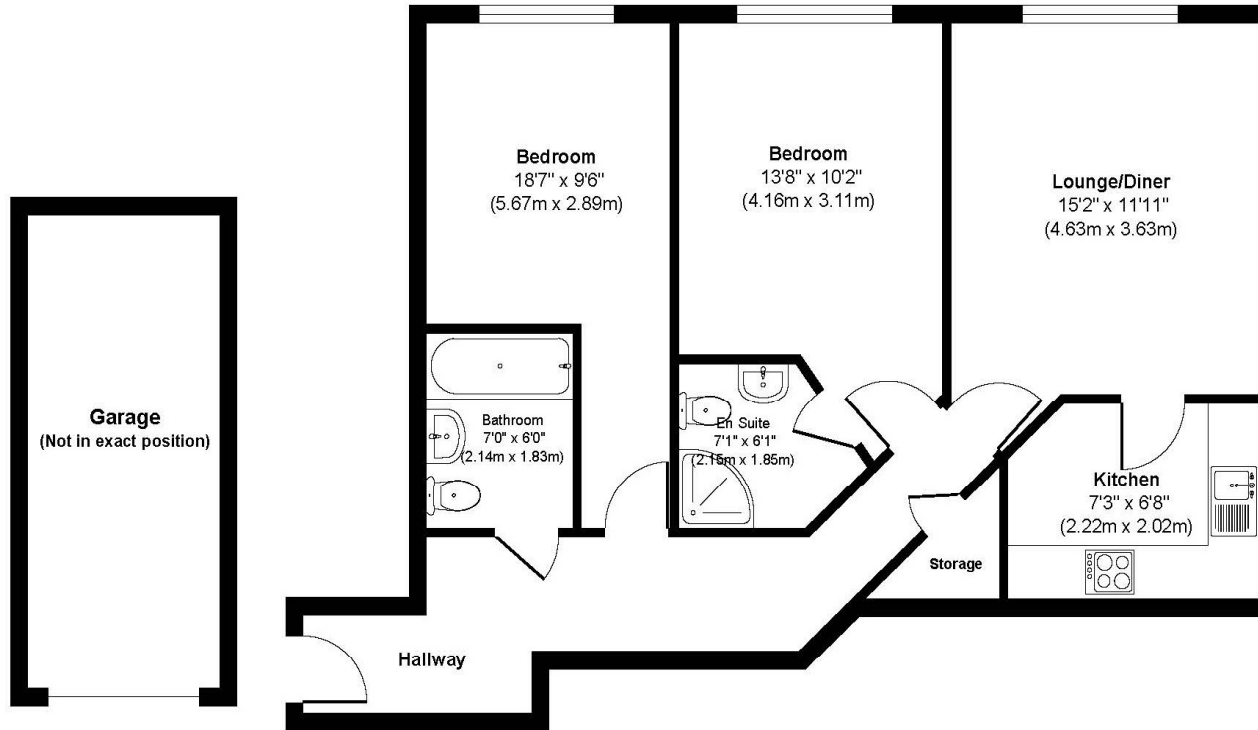 Bedroom
18'7" x 9'6"
(5.67m x 2.89m)
Bedroom
13'8" x 10'2"
(4.16m x 3.11m)
Lounge/Diner
15'2" x 11'11"
(4.63m x 3.63m)
Garage
(Not in exact position)
Bathroom
7'0" x 6'0"
(2.14m x 1.83m)
En Suite
7'1" x 6'1"
(2.15m x 1.85m)
Kitchen
7'3" x 6'8"
(2.22m x 2.02m)
Storage
Hallway